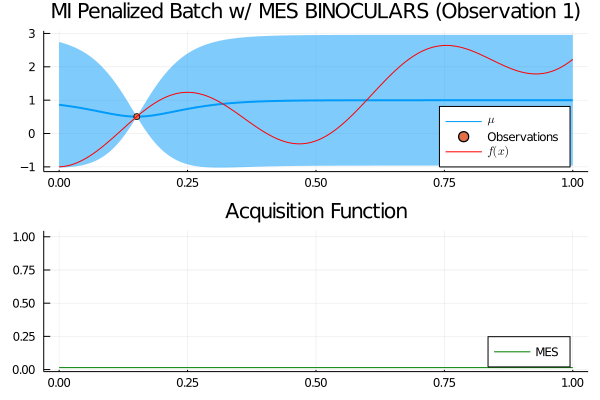 MI Penalized Batch w/ MES BINOCULARS (Observation 1)
3
2
1
0
−1
μ
Observations
f(x)
0.00 0.25 0.50 0.75 1.00
Acquisition Function
1.00
0.75
0.50
0.25
0.00
MES
0.00 0.25 0.50 0.75 1.00